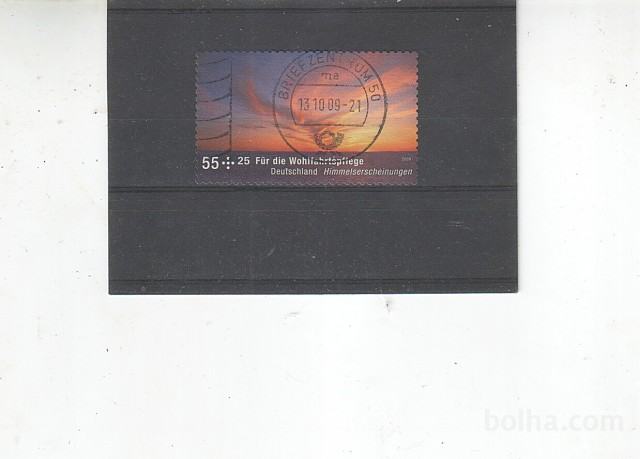 BRIEFZENTRUM 50
ma
13.10.09-21
55+25 Für die Wohlfahrtspflege
2009
Deutschland Himmelserscheinungen
bolha.com